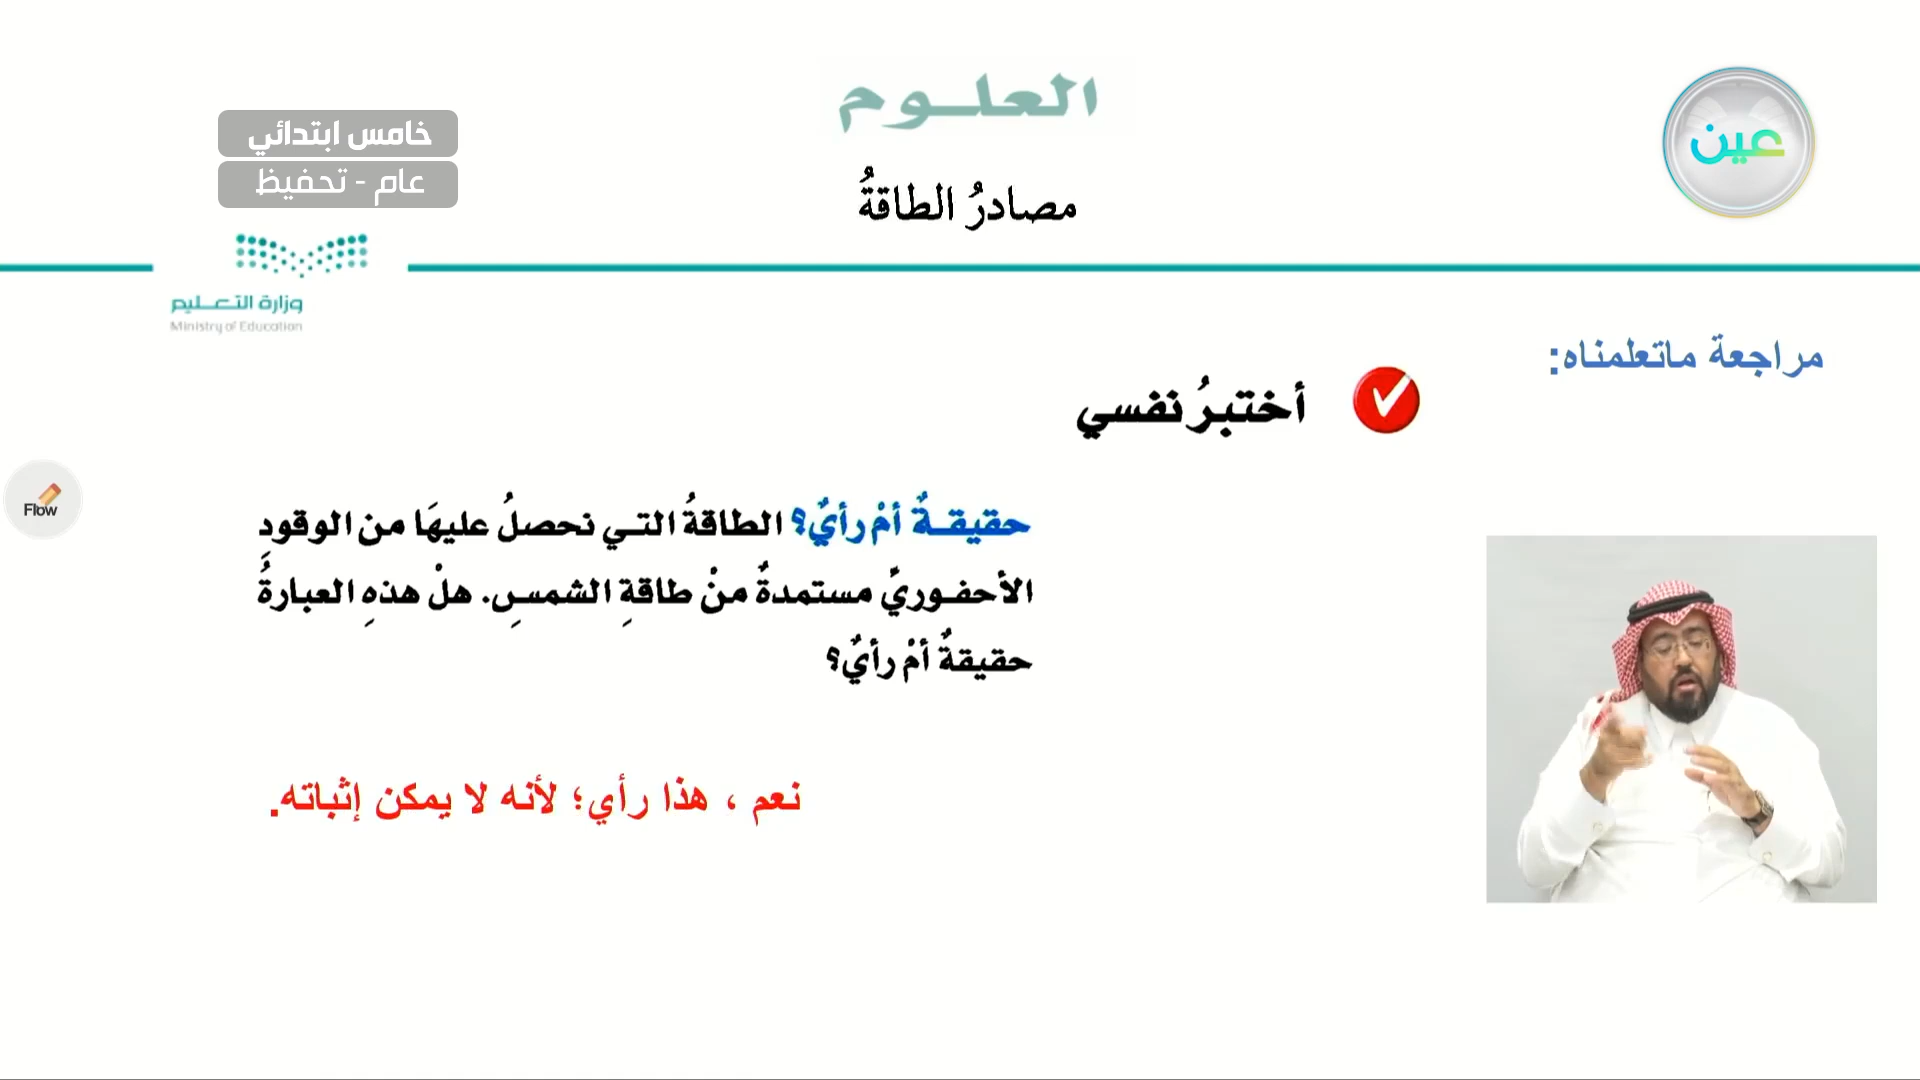 العلوم
عين
خامس ابتدائي
عام - تحفيظ
مصادرُ الطاقةُ
وزارة التعليم
Ministry of Education
مراجعة ماتعلمناه:
أختبرُ نفسي
Flow
حقيقةٌ أمْ رأيٌ؟ الطاقةُ التي نحصلُ عليهَا من الوقودِ
الأحفوريِّ مستمدةٌ منْ طاقةِ الشمسِ. هلْ هذهِ العبارةُ
حقيقةٌ أمْ رأيٌ؟
نعم ، هذا رأي؛ لأنه لا يمكن إثباته.